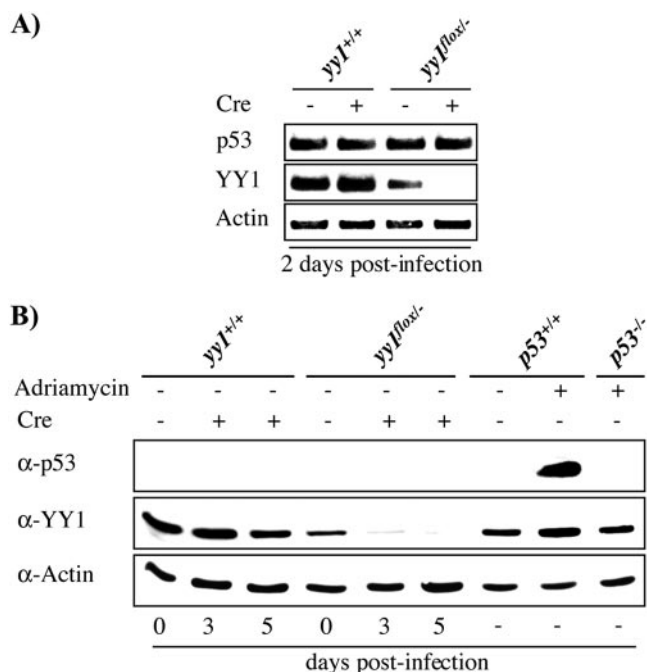 A)
yy1+/+ yy1flox/-
Cre - + - +
p53
YY1
Actin
2 days post-infection
B)
yy1+/+ yy1flox/- p53+/+ p53-/-
Adriamycin - - - - - - - + +
Cre - + + - + + - - -
α-p53
α-YY1
α-Actin
0 3 5 0 3 5 - - -
days post-infection